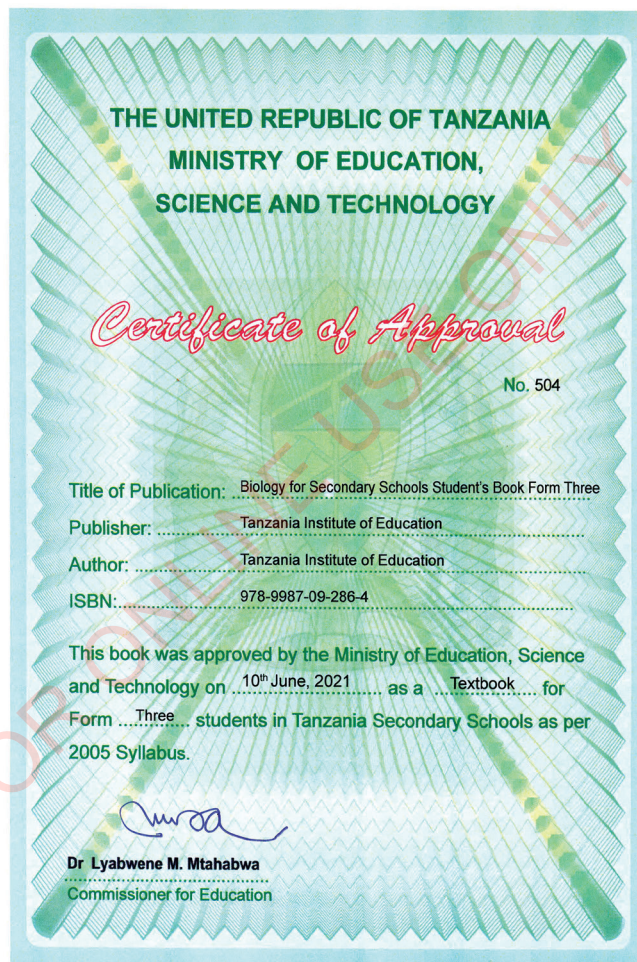 THE UNITED REPUBLIC OF TANZANIA
MINISTRY OF EDUCATION,
SCIENCE AND TECHNOLOGY
Certificate of Approval
No. 504
Title of Publication: Biology for Secondary Schools Student's Book Form Three
Publisher: Tanzania Institute of Education
Author: Tanzania Institute of Education
ISBN: 978-9987-09-286-4
This book was approved by the Ministry of Education, Science
and Technology on 10th June, 2021 as a Textbook for
Form Three students in Tanzania Secondary Schools as per
2005 Syllabus.
Dr Lyabwene M. Mtahabwa
Commissioner for Education
FOR ONLINE USE ONLY